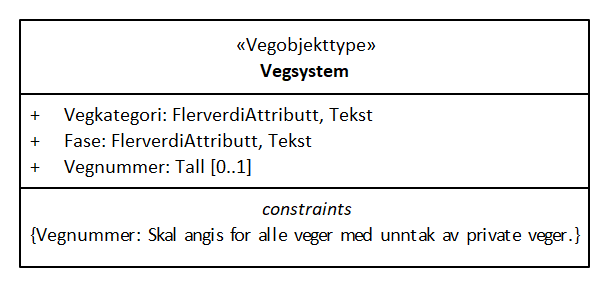 «Vegobjekttype»
Vegsystem
+ Vegkategori: FlerverdiAttributt, Tekst
+ Fase: FlerverdiAttributt, Tekst
+ Vegnummer: Tall [0..1]
constraints
{Vegnummer: Skal angis for alle veger med unntak av private veger.}